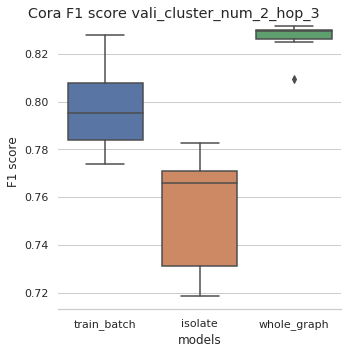 Cora F1 score vali_cluster_num_2_hop_3
F1 score
0.82
0.80
0.78
0.76
0.74
0.72
train_batch isolate whole_graph
models